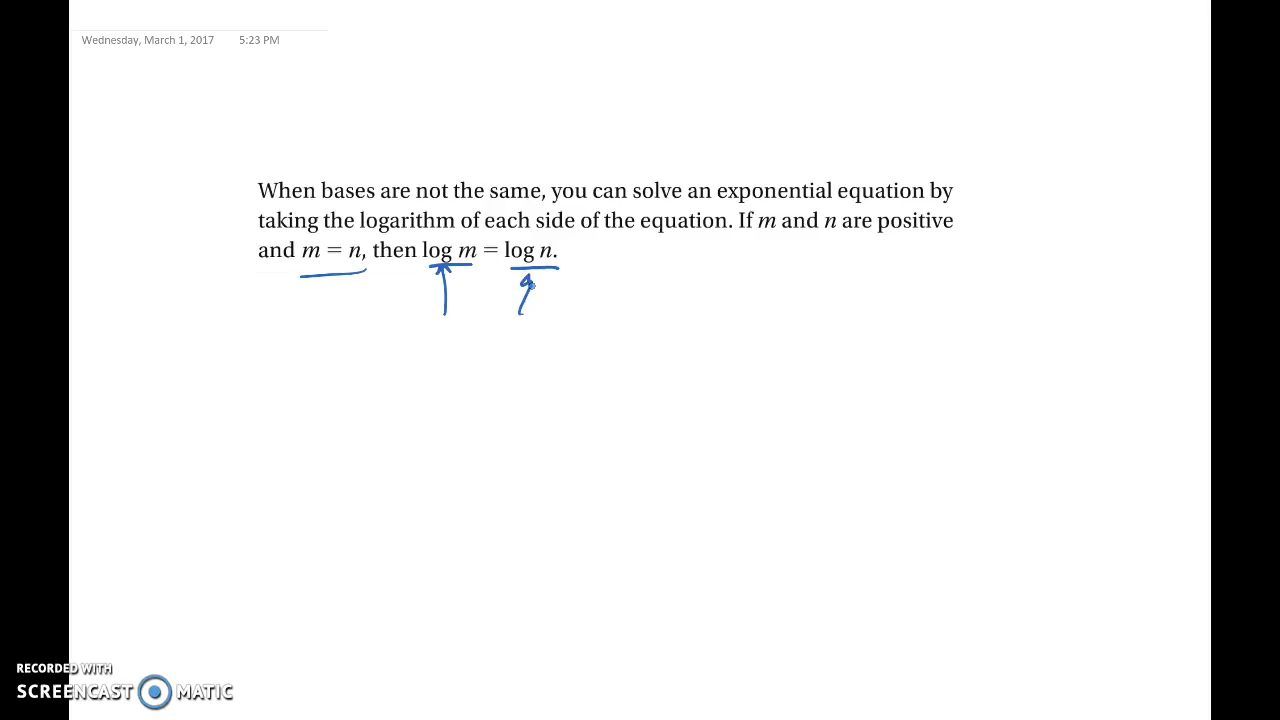 Wednesday, March 1, 2017 5:23 PM
When bases are not the same, you can solve an exponential equation by
taking the logarithm of each side of the equation. If m and n are positive
and m = n, then log m = log n.
RECORDED WITH
SCREENCAST MATIC